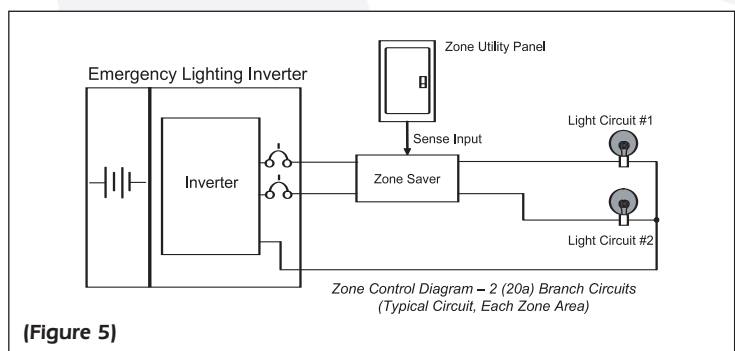 Zone Utility Panel
Emergency Lighting Inverter
Light Circuit #1
Sense Input
Inverter
Zone Saver
Light Circuit #2
Zone Control Diagram – 2 (20a) Branch Circuits
(Typical Circuit, Each Zone Area)
(Figure 5)